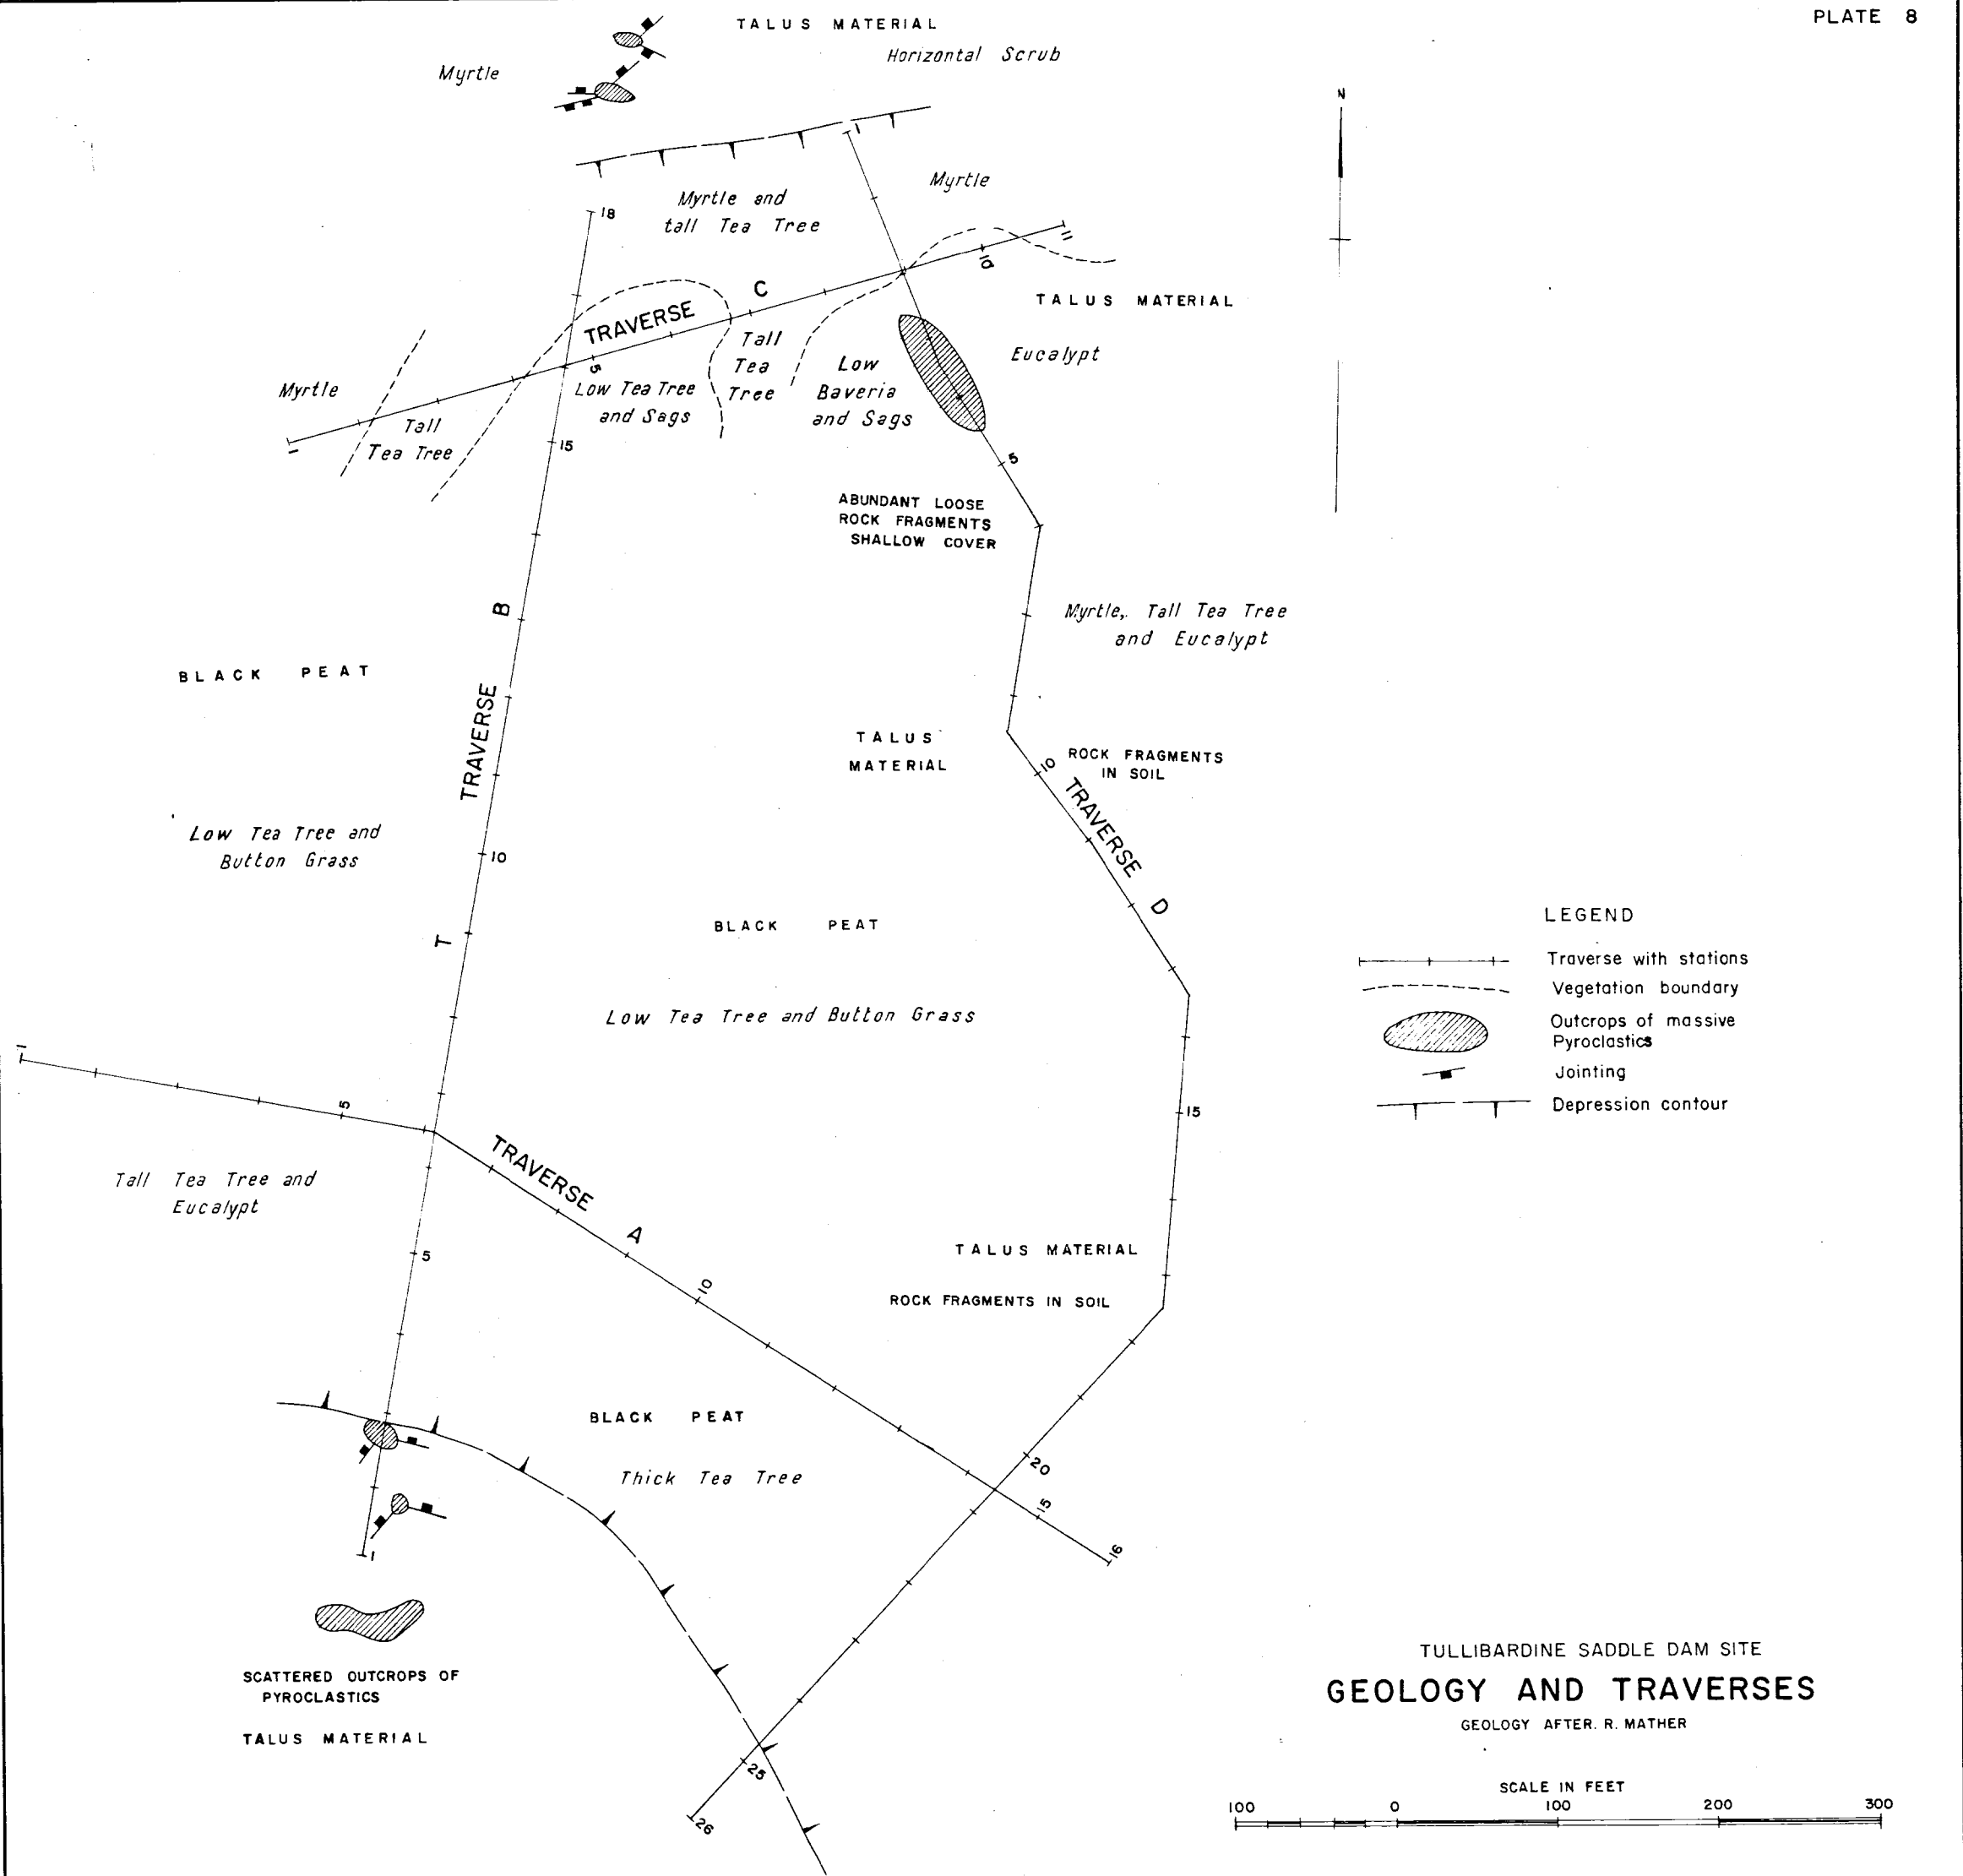 PLATE 8
TALUS MATERIAL
Horizontal Scrub
Myrtle
N
1
Myrtle
Myrtle and
tall Tea Tree
18
11
10
C
TRAVERSE
TALUS MATERIAL
Tall
Tea
Tree
Eucalypt
Low
Baveria
and Sags
5
Low Tea Tree
and Sags
Myrtle
Tall
Tea Tree
1
15
5
ABUNDANT LOOSE
ROCK FRAGMENTS
SHALLOW COVER
B
Myrtle, Tall Tea Tree
and Eucalypt
BLACK PEAT
TRAVERSE
TALUS
MATERIAL
ROCK FRAGMENTS
IN SOIL
10
TRAVERSE
D
Low Tea Tree and
Button Grass
10
BLACK PEAT
T
LEGEND
Traverse with stations
Vegetation boundary
Outcrops of massive
Pyroclastics
Jointing
Depression contour
Low Tea Tree and Button Grass
1
5
15
TRAVERSE
A
Tall Tea Tree and
Eucalypt
5
10
TALUS MATERIAL
ROCK FRAGMENTS IN SOIL
BLACK PEAT
Thick Tea Tree
20
15
16
1
SCATTERED OUTCROPS OF
PYROCLASTICS
TALUS MATERIAL
25
26
TULLIBARDINE SADDLE DAM SITE
GEOLOGY AND TRAVERSES
GEOLOGY AFTER. R. MATHER
SCALE IN FEET
100 0 100 200 300